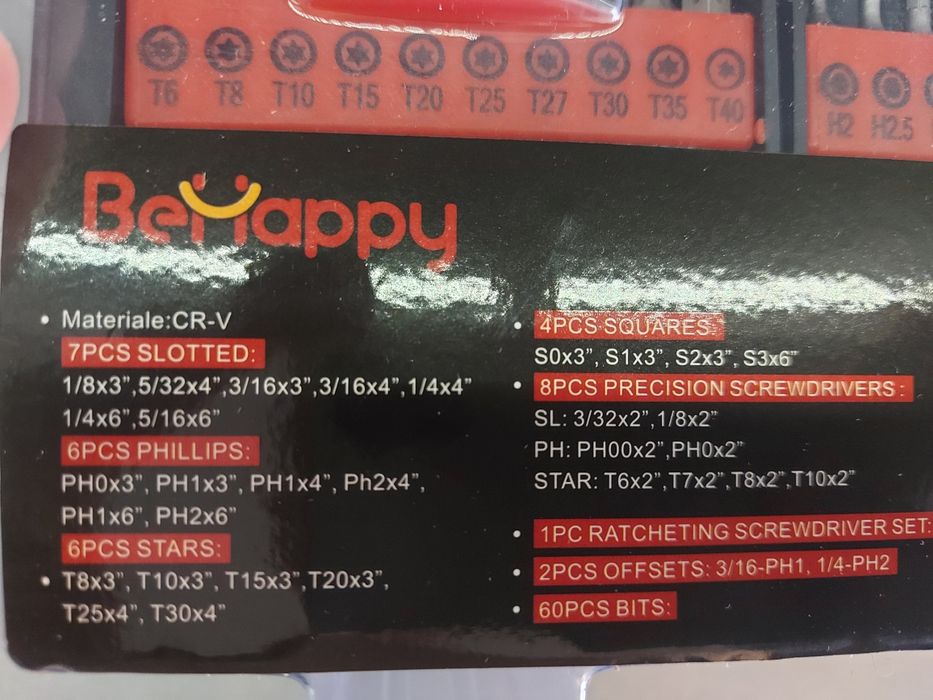 T6 T8 T10 T15 T20 T25 T27 T30 T35 T40
H2 H2.5
BeHappy
• Materiale:CR-V
7PCS SLOTTED:
1/8x3”,5/32x4”,3/16x3”,3/16x4”,1/4x4”
1/4x6”,5/16x6”
6PCS PHILLIPS:
PH0x3”, PH1x3”, PH1x4”, Ph2x4”,
PH1x6”, PH2x6”
6PCS STARS:
• T8x3”, T10x3”, T15x3”,T20x3”,
T25x4”, T30x4”
• 4PCS SQUARES:
S0x3”, S1x3”, S2x3”, S3x6”
• 8PCS PRECISION SCREWDRIVERS :
SL: 3/32x2”,1/8x2”
PH: PH00x2”,PH0x2”
STAR: T6x2”,T7x2”,T8x2”,T10x2”
• 1PC RATCHETING SCREWDRIVER SET:
• 2PCS OFFSETS: 3/16-PH1, 1/4-PH2
• 60PCS BITS: